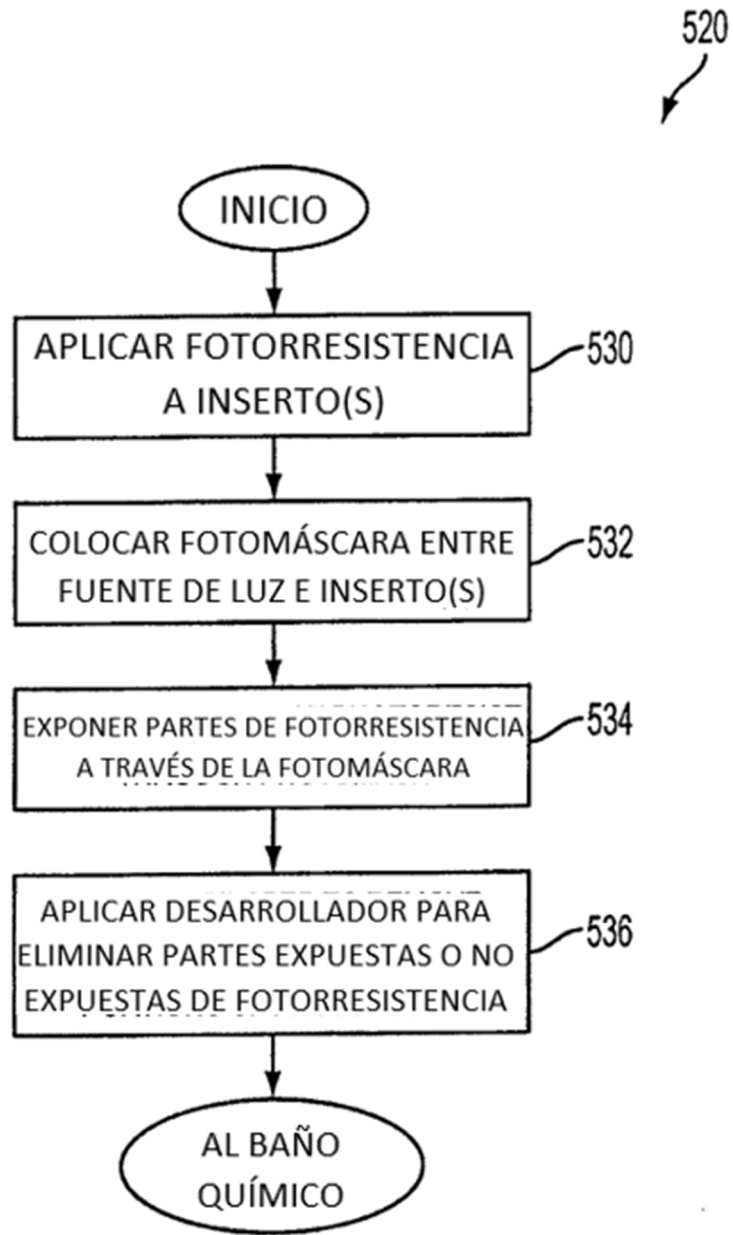 520
INICIO
APLICAR FOTORRESISTENCIA
A INSERTO(S)
530
COLOCAR FOTOMÁSCARA ENTRE
FUENTE DE LUZ E INSERTO(S)
532
EXPONER PARTES DE FOTORRESISTENCIA
A TRAVÉS DE LA FOTOMÁSCARA
534
APLICAR DESARROLLADOR PARA
ELIMINAR PARTES EXPUESTAS O NO
EXPUESTAS DE FOTORRESISTENCIA
536
AL BAÑO
QUÍMICO